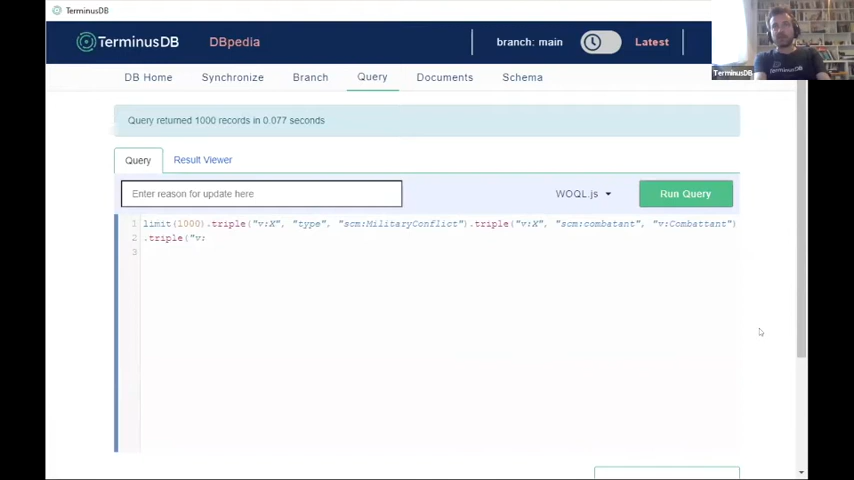 TerminusDB
TerminusDB
DBpedia
branch: main
Latest
TerminusDB
TerminusDB
DB Home
Synchronize
Branch
Query
Documents
Schema
Query returned 1000 records in 0.077 seconds
Query
Result Viewer
Enter reason for update here
WOQL.js
Run Query
1 limit(1000).triple("v:X", "type", "scm:MilitaryConflict").triple("v:X", "scm:combatant", "v:Combattant")
2 .triple("v:
3